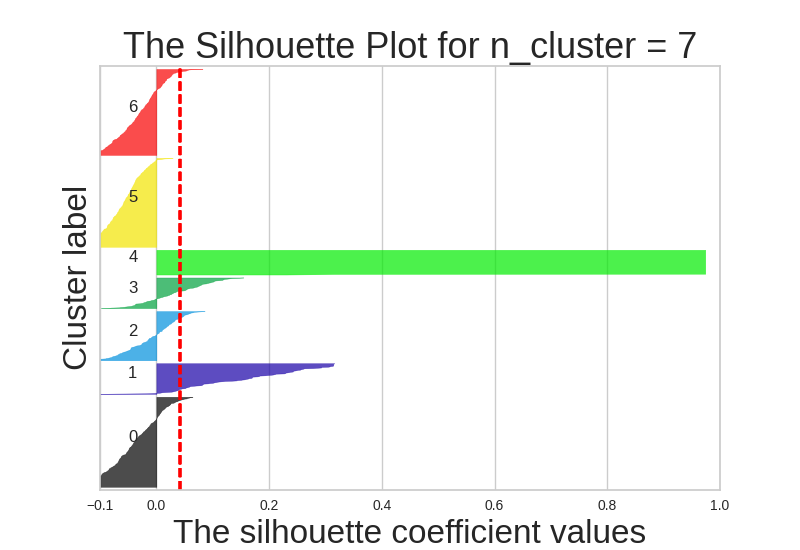 The Silhouette Plot for n_cluster = 7
Cluster label
6
5
4
3
2
1
0
−0.1 0.0 0.2 0.4 0.6 0.8 1.0
The silhouette coefficient values